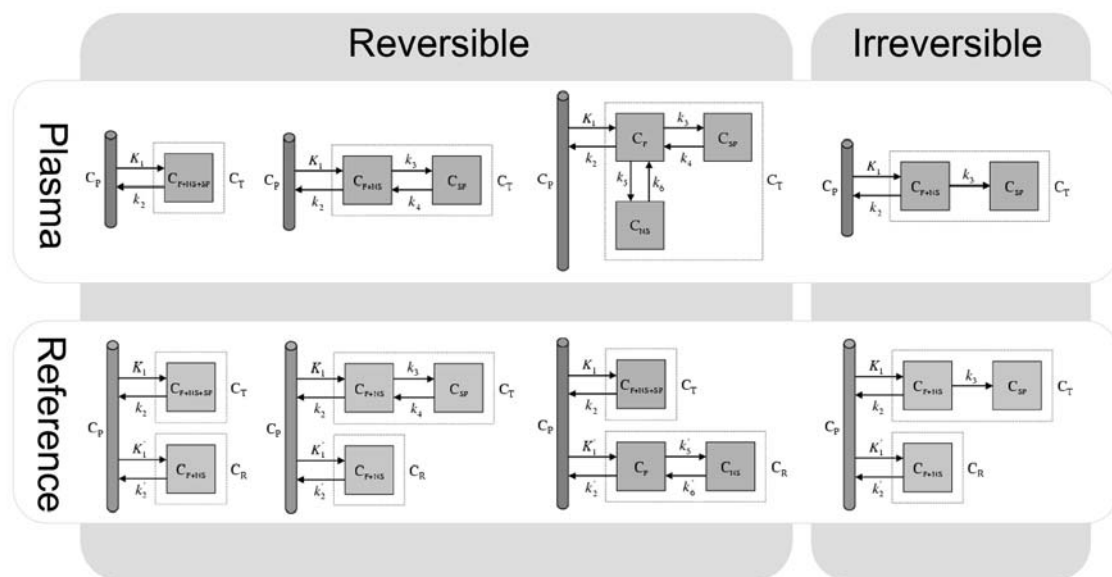 Reversible
Irreversible
Plasma
C_P K_1 k_2 C_F+NS+SP C_T
C_P K_1 k_2 C_F+NS k_3 k_4 C_SP C_T
C_P K_1 k_2 C_F k_3 k_4 C_SP k_5 k_6 C_NS C_T
C_P K_1 k_2 C_F+NS k_3 C_SP C_T
Reference
C_P K_1 k_2 C_F+NS+SP C_T
K'_1 k'_2 C_F+NS C_R
C_P K_1 k_2 C_F+NS k_3 k_4 C_SP C_T
K'_1 k'_2 C_F+NS C_R
C_P K_1 k_2 C_F+NS+SP C_T
K'_1 k'_2 C_F k'_5 k'_6 C_NS C_R
C_P K_1 k_2 C_F+NS k_3 C_SP C_T
K'_1 k'_2 C_F+NS C_R